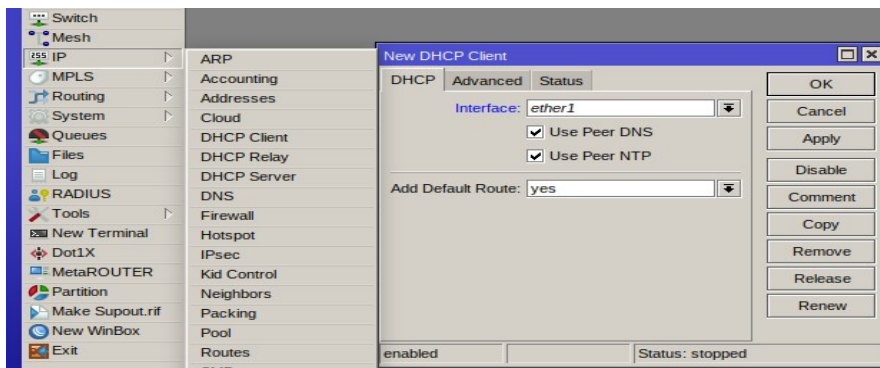 Switch
Mesh
255 IP
MPLS
Routing
System
Queues
Files
Log
RADIUS
Tools
New Terminal
Dot1X
MetaROUTER
Partition
Make Supout.rif
New WinBox
Exit
ARP
Accounting
Addresses
Cloud
DHCP Client
DHCP Relay
DHCP Server
DNS
Firewall
Hotspot
IPsec
Kid Control
Neighbors
Packing
Pool
Routes
New DHCP Client
DHCP Advanced Status
Interface: ether1
Use Peer DNS
Use Peer NTP
Add Default Route: yes
enabled Status: stopped
OK
Cancel
Apply
Disable
Comment
Copy
Remove
Release
Renew